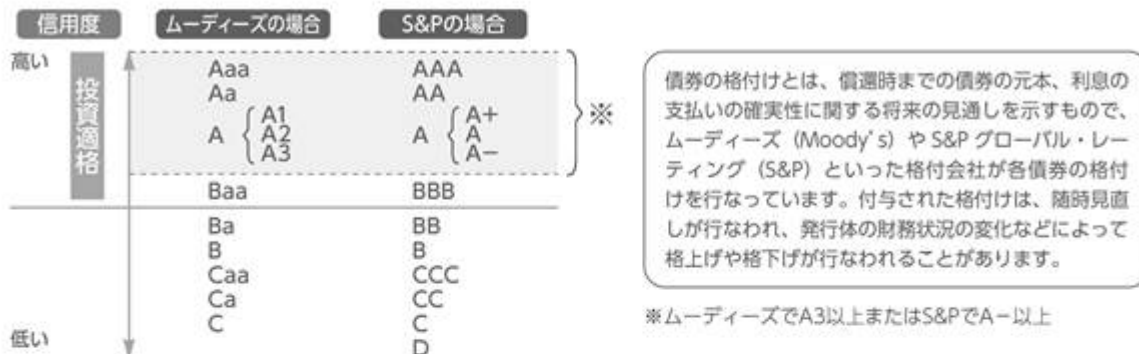 信用度 ムーディーズの場合 S&Pの場合
高い
投資適格
Aaa AAA
Aa AA
A A1 A2 A3 A A+ A A−
※
Baa BBB
Ba BB
B B
Caa CCC
Ca CC
C C
低い
D
債券の格付けとは、償還時までの債券の元本、利息の
支払いの確実性に関する将来の見通しを示すもので、
ムーディーズ（Moody's）や S&P グローバル・レー
ティング（S&P）といった格付会社が各債券の格付
けを行なっています。付与された格付けは、随時見直
しが行なわれ、発行体の財務状況の変化などによって
格上げや格下げが行なわれることがあります。
※ムーディーズでA3以上またはS&PでA−以上